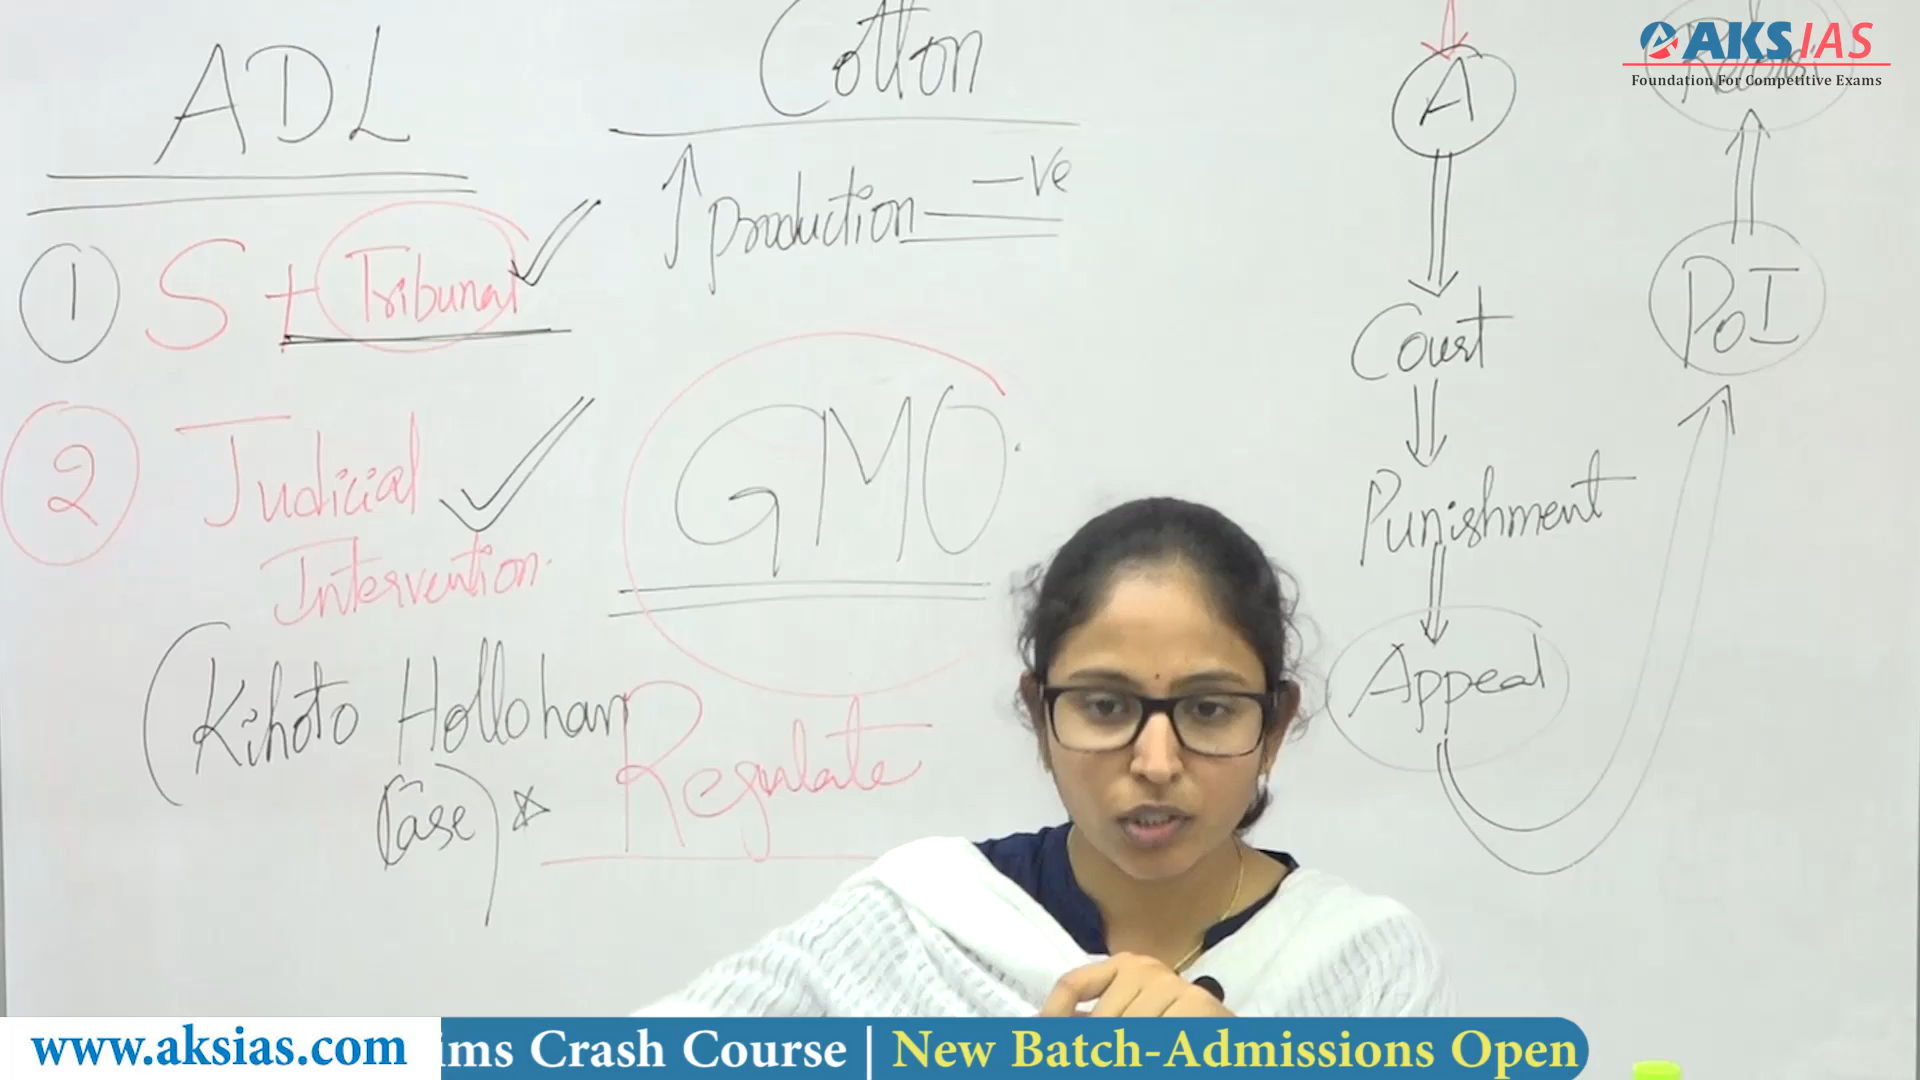 ADL
① S + Tribunal
② Judicial
Intervention.
(Kihoto Hollohan
Case) *
Cotton
↑ production — -ve
GMO
Regulate
A
Court
Punishment
Appeal
PoI
AKS IAS
Foundation For Competitive Exams
www.aksias.com
ims Crash Course | New Batch-Admissions Open